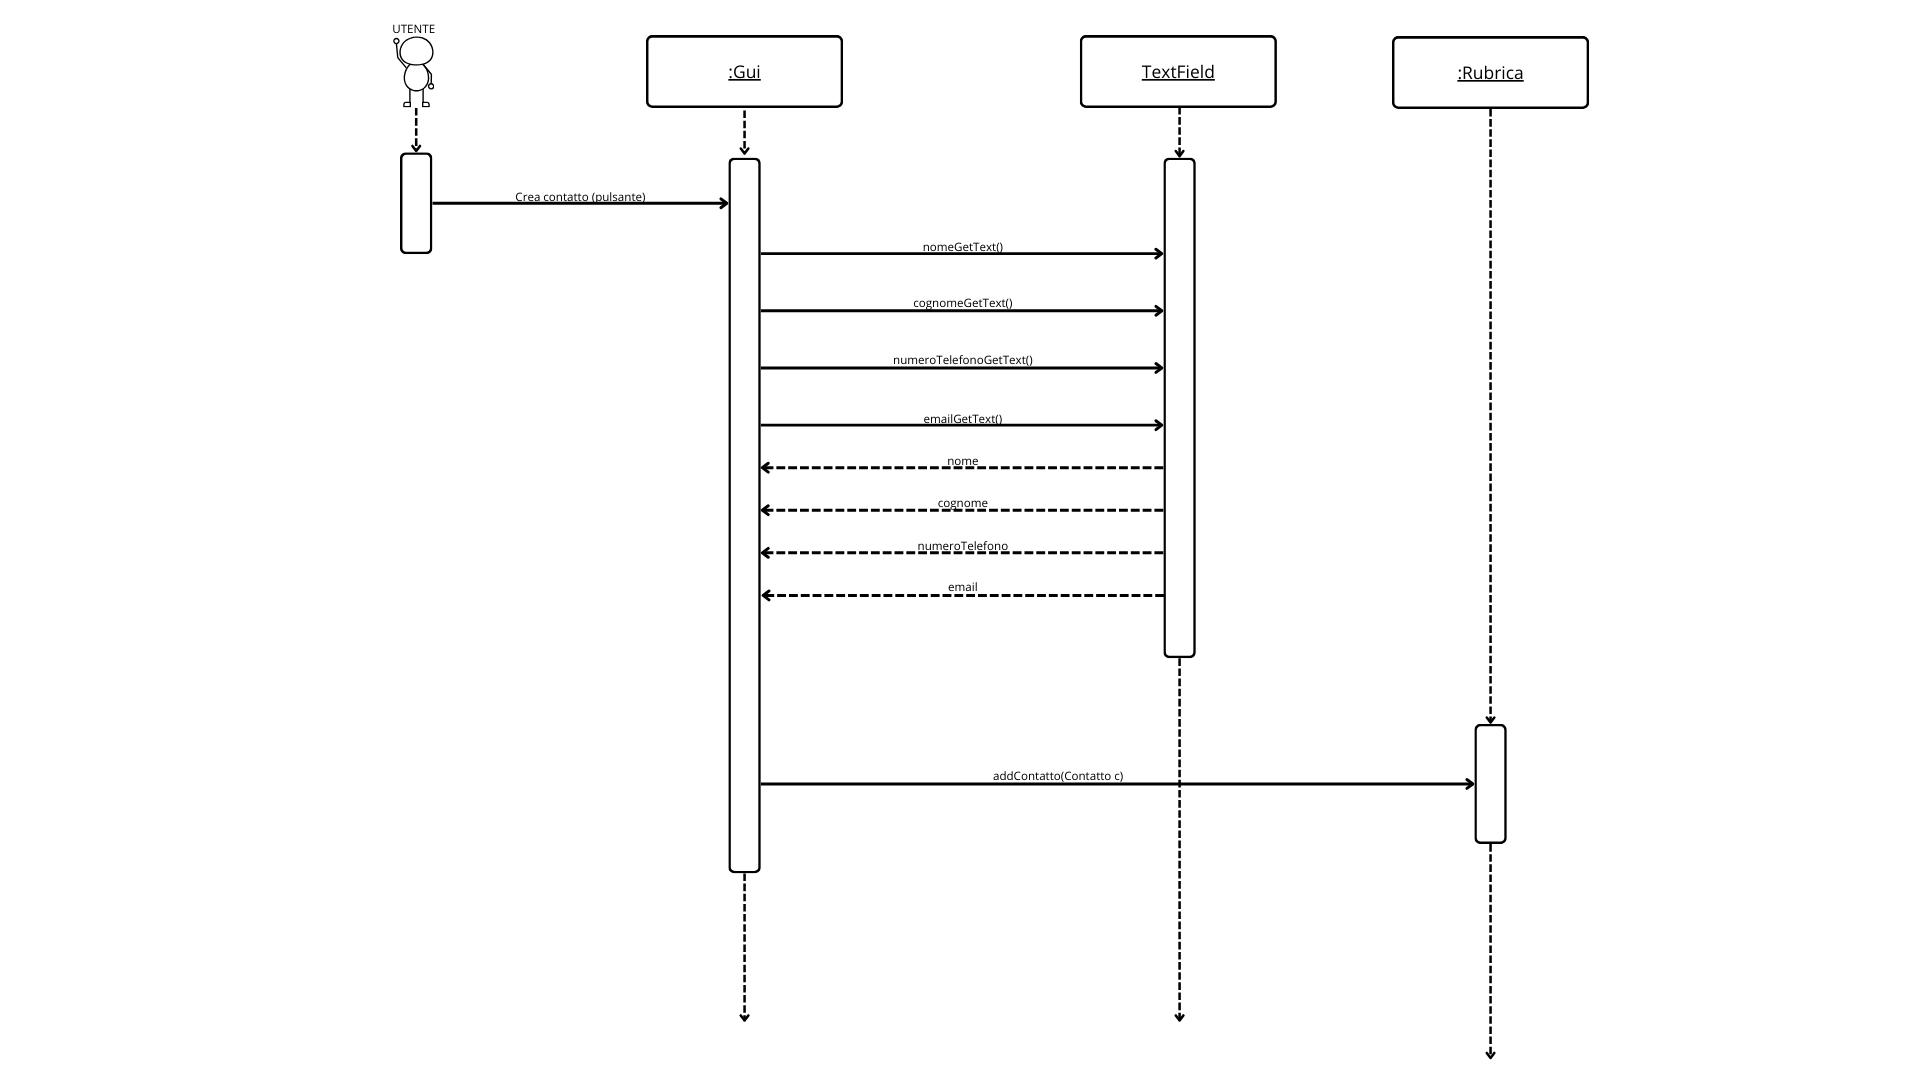 UTENTE
:Gui
TextField
:Rubrica
Crea contatto (pulsante)
nomeGetText()
cognomeGetText()
numeroTelefonoGetText()
emailGetText()
nome
cognome
numeroTelefono
email
addContatto(Contatto c)